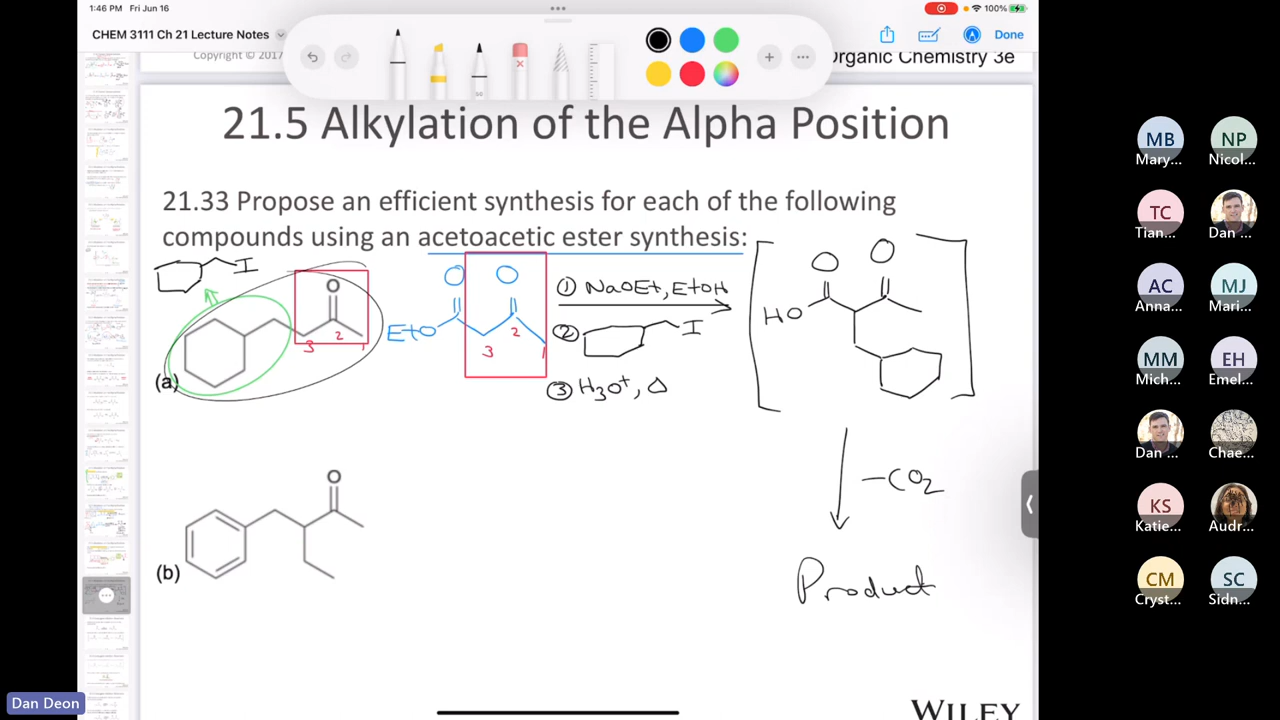 1:46 PM Fri Jun 16
100%
CHEM 3111 Ch 21 Lecture Notes
Done
Copyright © 2017
Organic Chemistry 3e
21.5 Alkylation of the Alpha Position
21.33 Propose an efficient synthesis for each of the following
compounds using an acetoacetic ester synthesis:
I
O
3
2
1
(a)
O
O
EtO
3
2
1
① NaOEt, EtOH
② I
③ H3O+, Δ
O
O
HO
-CO2
Product
O
(b)
WILEY
MB
Mary...
NP
Nicol...
TC
Tian...
Dan ...
AC
Anna...
MJ
Mari...
MM
Mich...
EH
Emel...
Dan ...
Chae...
KS
Katie...
Audr...
CM
Cryst...
SC
Sidn...
Dan Deon